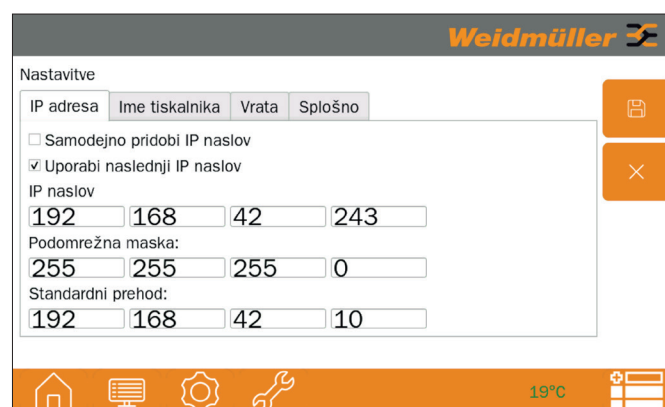 Weidmüller
Nastavitve
IP adresa Ime tiskalnika Vrata Splošno
Samodejno pridobi IP naslov
Uporabi naslednji IP naslov
IP naslov
192 168 42 243
Podomrežna maska:
255 255 255 0
Standardni prehod:
192 168 42 10
19°C